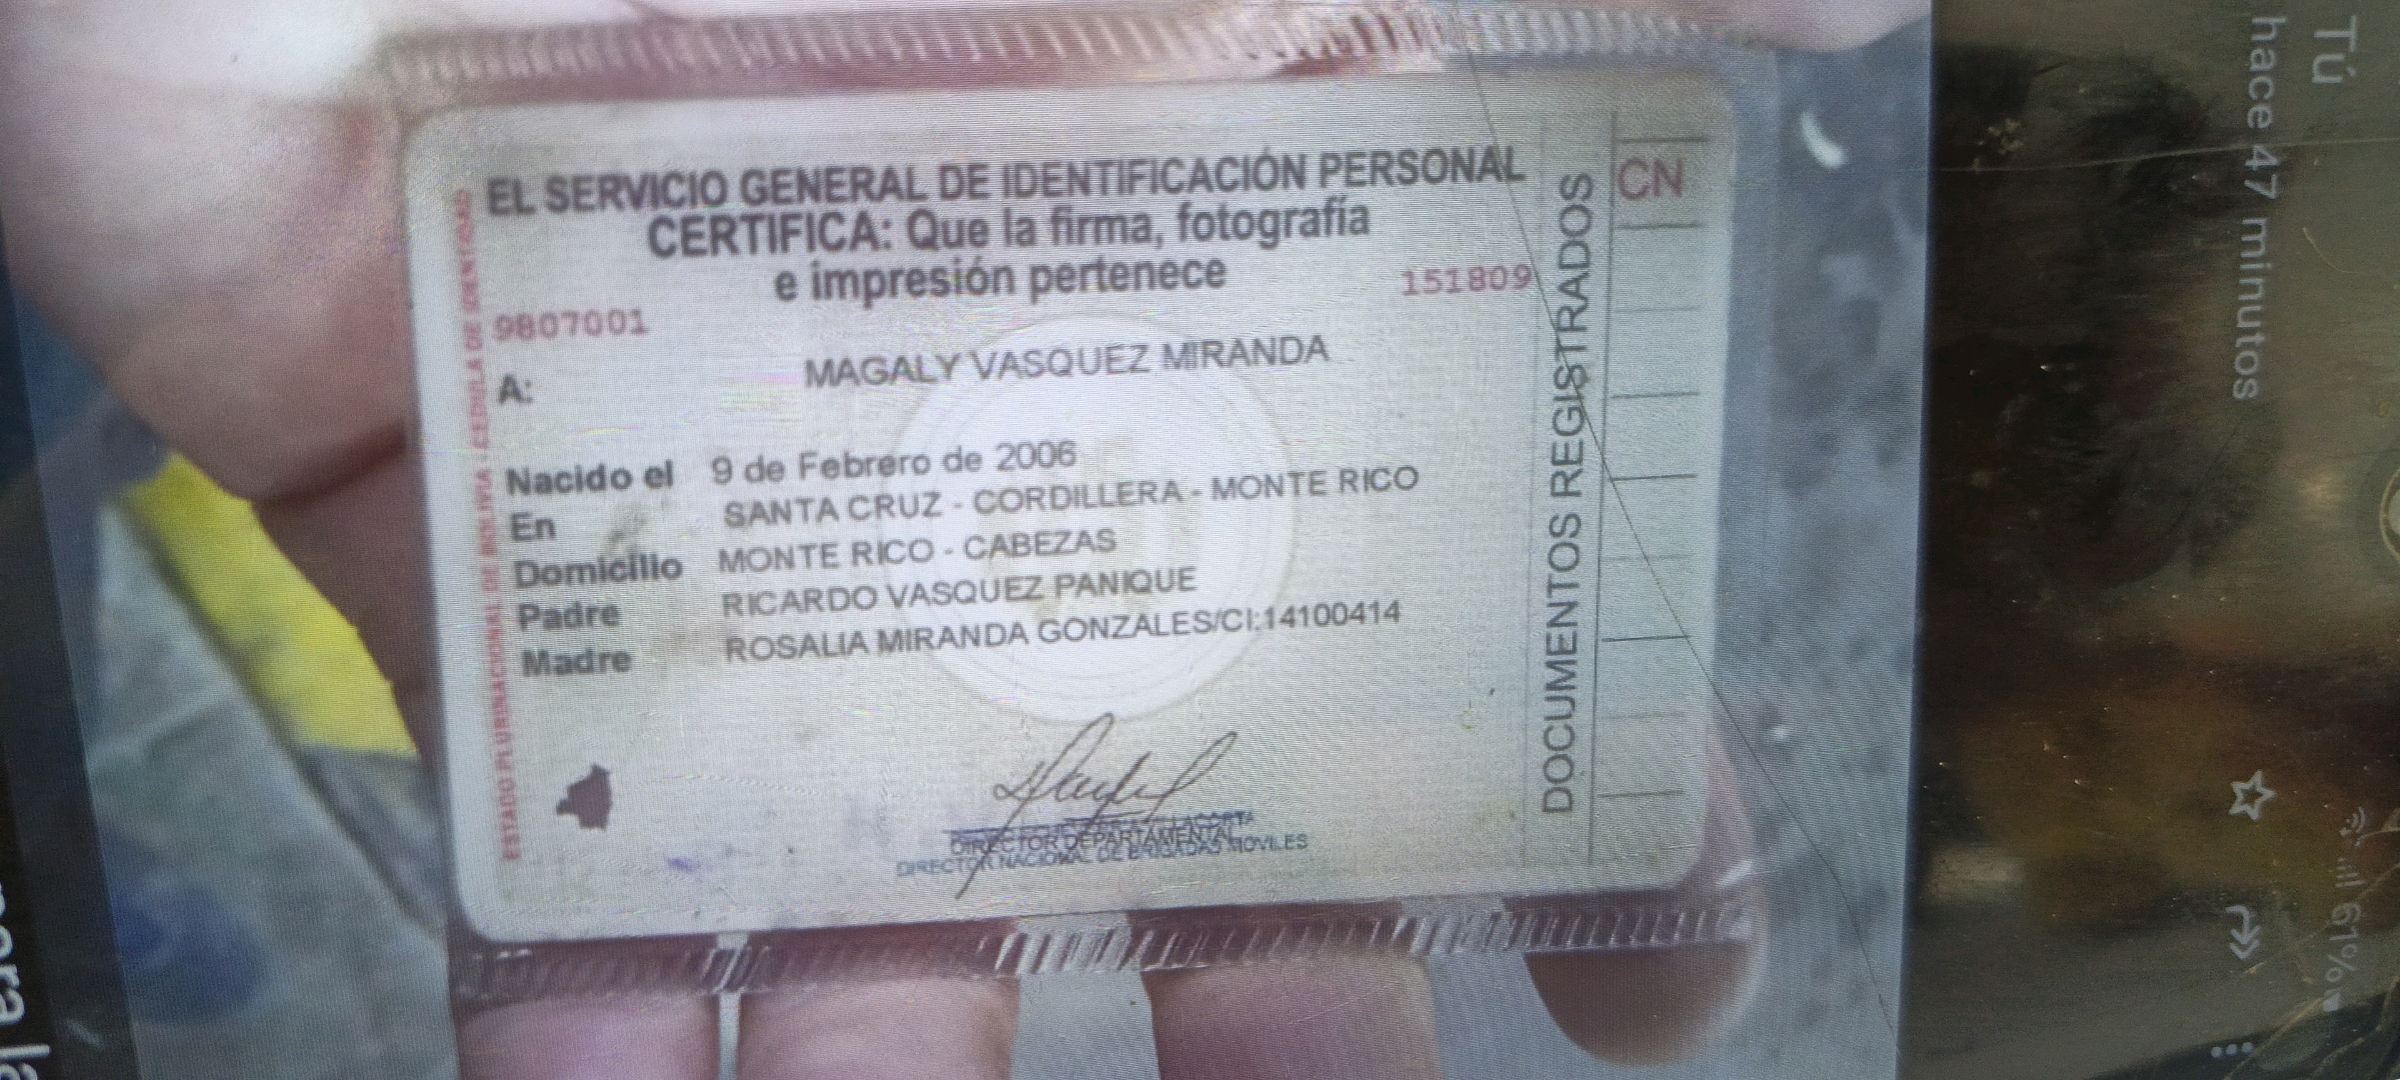 EL SERVICIO GENERAL DE IDENTIFICACIÓN PERSONAL
CERTIFICA: Que la firma, fotografía
e impresión pertenece
9807001
151809
A: MAGALY VASQUEZ MIRANDA
Nacido el 9 de Febrero de 2006
En SANTA CRUZ - CORDILLERA - MONTE RICO
Domicilio MONTE RICO - CABEZAS
Padre RICARDO VASQUEZ PANIQUE
Madre ROSALIA MIRANDA GONZALES/CI:14100414
DIRECTOR DEPARTAMENTAL
DIRECTOR NACIONAL DE BRIGADAS MOVILES
ESTADO PLURINACIONAL DE BOLIVIA - CEDULA DE IDENTIDAD
DOCUMENTOS REGISTRADOS
CN
Tú
hace 47 minutos
61%